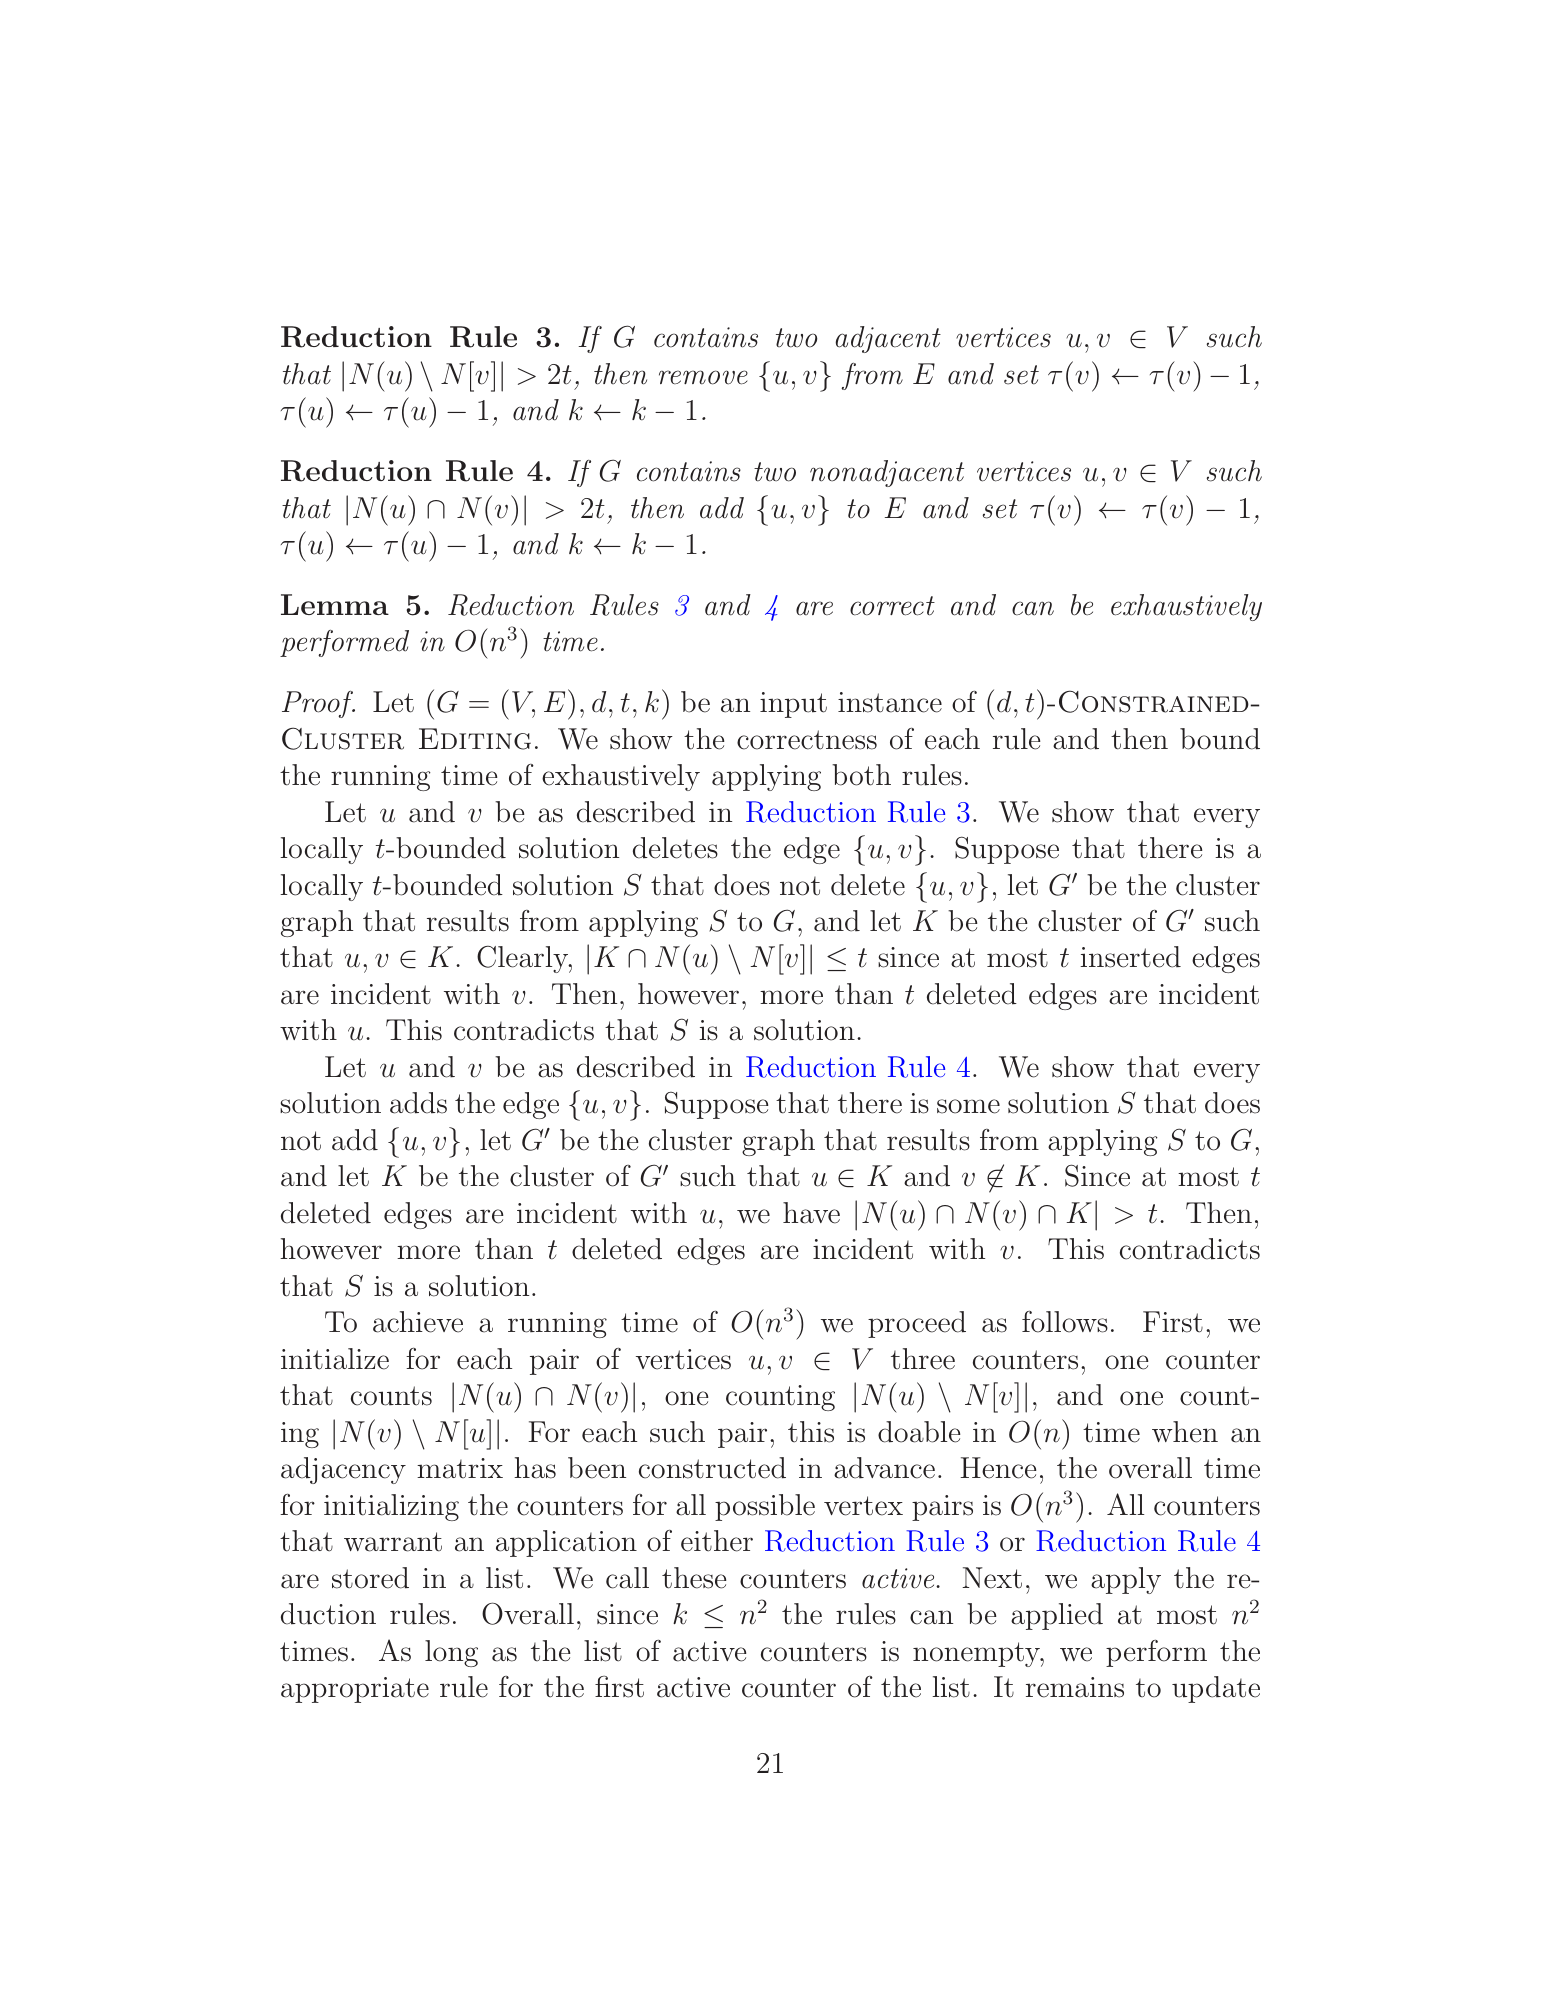 Reduction Rule 3. If G contains two adjacent vertices u, v ∈ V such
that |N(u) \ N[v]| > 2t, then remove {u, v} from E and set τ(v) ← τ(v) − 1,
τ(u) ← τ(u) − 1, and k ← k − 1.
Reduction Rule 4. If G contains two nonadjacent vertices u, v ∈ V such
that |N(u) ∩ N(v)| > 2t, then add {u, v} to E and set τ(v) ← τ(v) − 1,
τ(u) ← τ(u) − 1, and k ← k − 1.
Lemma 5. Reduction Rules 3 and 4 are correct and can be exhaustively
performed in O(n³) time.
Proof. Let (G = (V, E), d, t, k) be an input instance of (d, t)-Constrained-
Cluster Editing. We show the correctness of each rule and then bound
the running time of exhaustively applying both rules.
Let u and v be as described in Reduction Rule 3. We show that every
locally t-bounded solution deletes the edge {u, v}. Suppose that there is a
locally t-bounded solution S that does not delete {u, v}, let G′ be the cluster
graph that results from applying S to G, and let K be the cluster of G′ such
that u, v ∈ K. Clearly, |K ∩ N(u) \ N[v]| ≤ t since at most t inserted edges
are incident with v. Then, however, more than t deleted edges are incident
with u. This contradicts that S is a solution.
Let u and v be as described in Reduction Rule 4. We show that every
solution adds the edge {u, v}. Suppose that there is some solution S that does
not add {u, v}, let G′ be the cluster graph that results from applying S to G,
and let K be the cluster of G′ such that u ∈ K and v ∉ K. Since at most t
deleted edges are incident with u, we have |N(u) ∩ N(v) ∩ K| > t. Then,
however more than t deleted edges are incident with v. This contradicts
that S is a solution.
To achieve a running time of O(n³) we proceed as follows. First, we
initialize for each pair of vertices u, v ∈ V three counters, one counter
that counts |N(u) ∩ N(v)|, one counting |N(u) \ N[v]|, and one count-
ing |N(v) \ N[u]|. For each such pair, this is doable in O(n) time when an
adjacency matrix has been constructed in advance. Hence, the overall time
for initializing the counters for all possible vertex pairs is O(n³). All counters
that warrant an application of either Reduction Rule 3 or Reduction Rule 4
are stored in a list. We call these counters active. Next, we apply the re-
duction rules. Overall, since k ≤ n² the rules can be applied at most n²
times. As long as the list of active counters is nonempty, we perform the
appropriate rule for the first active counter of the list. It remains to update
21